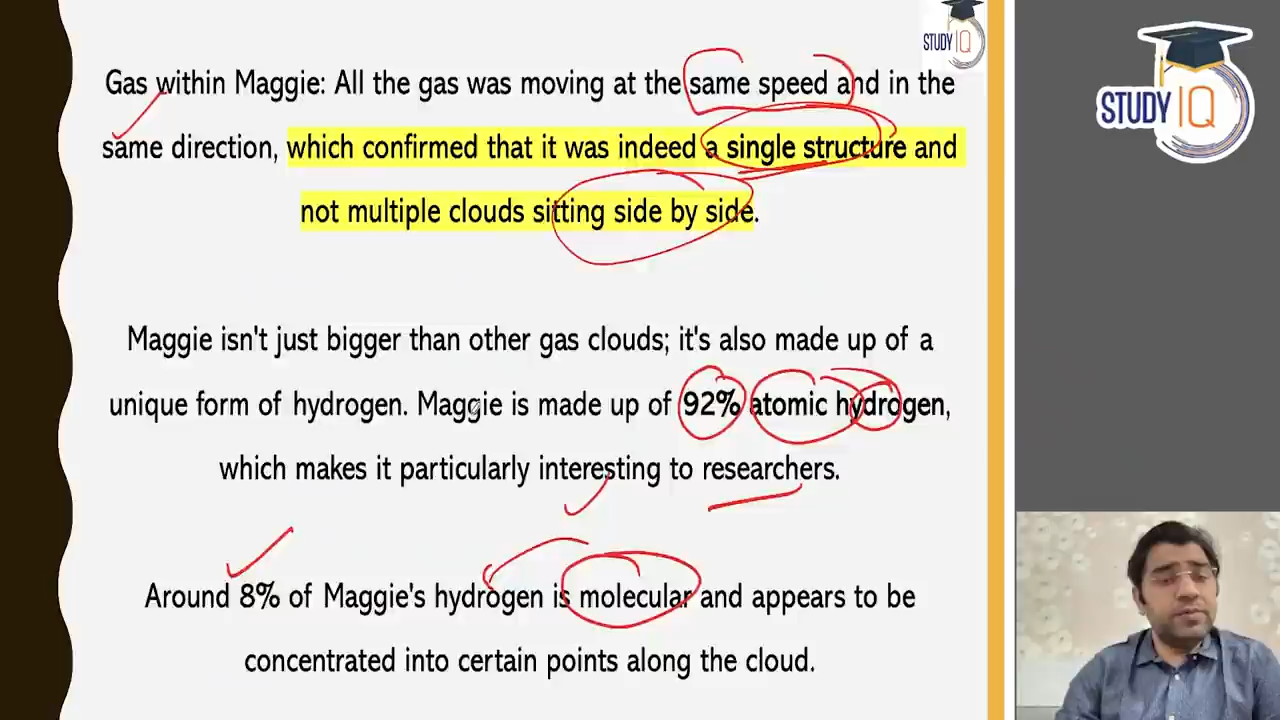 STUDY IQ
STUDY IQ
Gas within Maggie: All the gas was moving at the same speed and in the
same direction, which confirmed that it was indeed a single structure and
not multiple clouds sitting side by side.
Maggie isn't just bigger than other gas clouds; it's also made up of a
unique form of hydrogen. Maggie is made up of 92% atomic hydrogen,
which makes it particularly interesting to researchers.
Around 8% of Maggie's hydrogen is molecular and appears to be
concentrated into certain points along the cloud.